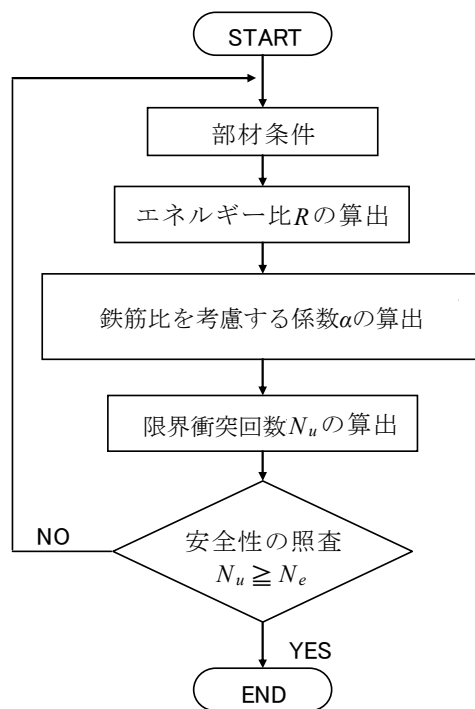 START
部材条件
エネルギー比Rの算出
鉄筋比を考慮する係数αの算出
限界衝突回数Nuの算出
安全性の照査
Nu ≧ Ne
NO
YES
END